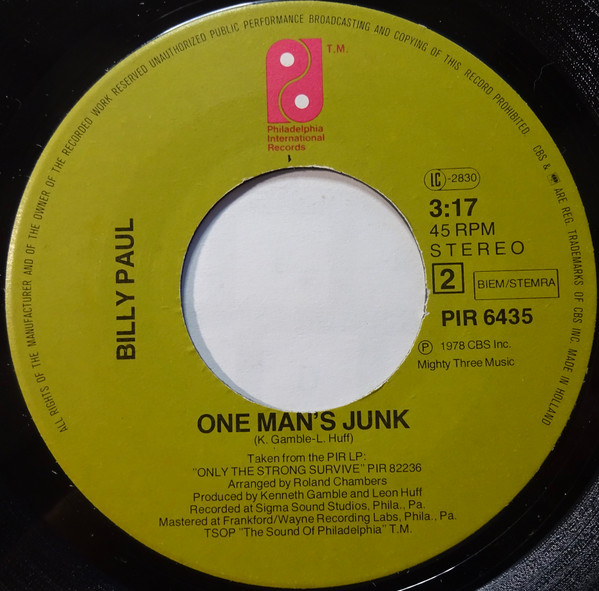 ALL RIGHTS OF THE MANUFACTURER AND OF THE OWNER OF THE RECORDED WORK RESERVED UNAUTHORIZED PUBLIC PERFORMANCE BROADCASTING AND COPYING OF THIS RECORD PROHIBITED. CBS & ARE REG. TRADEMARKS OF CBS INC. MADE IN HOLLAND
T.M.
Philadelphia
International
Records
BILLY PAUL
LC-2830
3:17
45 RPM
STEREO
2
BIEM/STEMRA
PIR 6435
℗ 1978 CBS Inc.
Mighty Three Music
ONE MAN'S JUNK
(K. Gamble-L. Huff)
Taken from the PIR LP:
"ONLY THE STRONG SURVIVE" PIR 82236
Arranged by Roland Chambers
Produced by Kenneth Gamble and Leon Huff
Recorded at Sigma Sound Studios, Phila., Pa.
Mastered at Frankford/Wayne Recording Labs, Phila., Pa.
TSOP "The Sound Of Philadelphia" T.M.